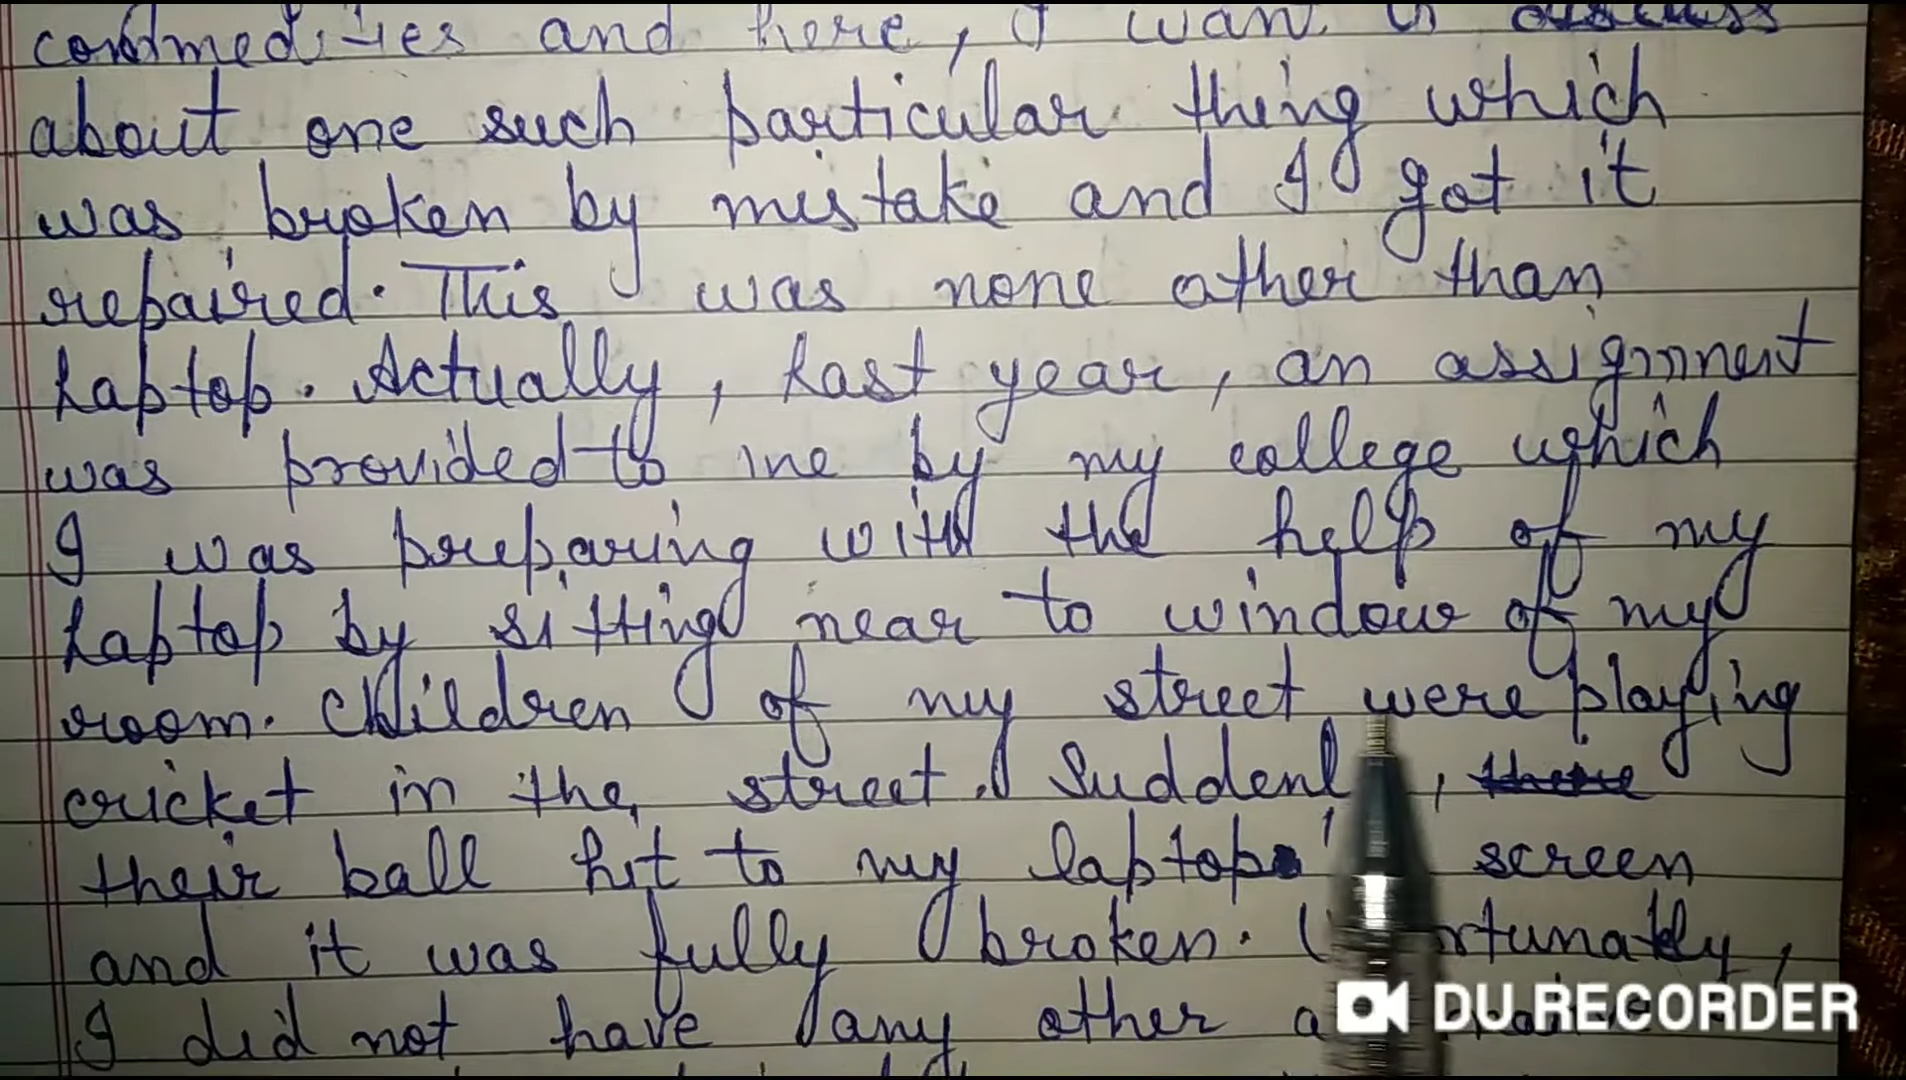 commedities and here, I want to discuss
about one such particular thing which
was broken by mistake and I got it
repaired. This was none other than
Laptop. Actually, Last year, an assignment
was provided to me by my college which
I was preparing with the help of my
Laptop by sitting near to window of my
room. Children of my street were playing
cricket in the street. Suddenl ,
their ball hit to my laptop' screen
and it was fully broken. rtunately,
I did not have any other
DU RECORDER